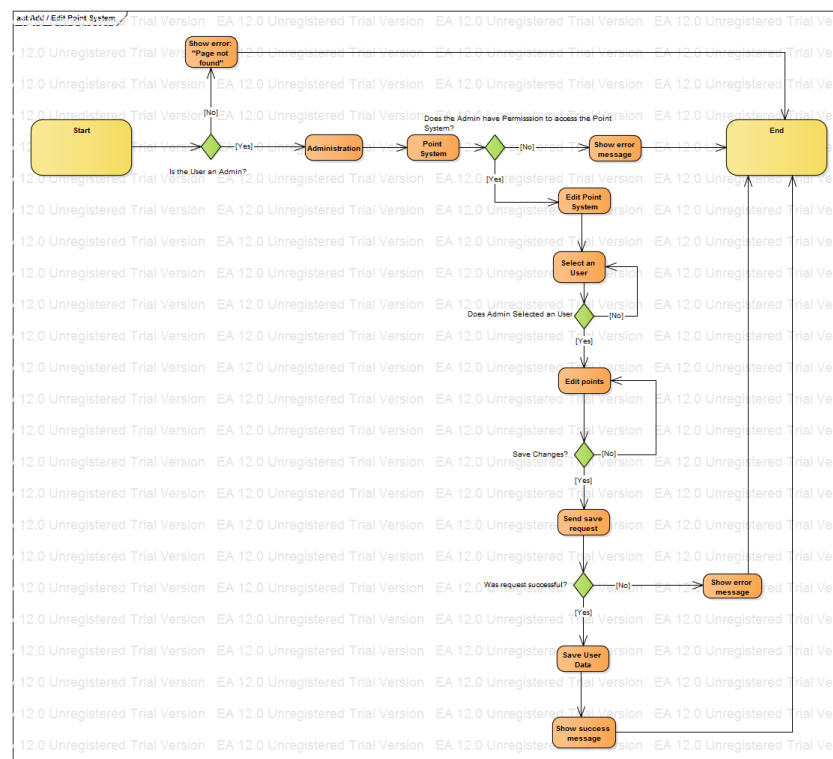 act Add / Edit Point System
Show error:
"Page not
found"
[No]
Start
[Yes]
Is the User an Admin?
Administration
Point
System
Does the Admin have Permisssion to access the Point
System?
[No]
Show error
message
End
[Yes]
Edit Point
System
Select an
User
Does Admin Selected an User
[No]
[Yes]
Edit points
Save Changes?
[No]
[Yes]
Send save
request
Was request successful?
[No]
Show error
message
[Yes]
Save User
Data
Show success
message
EA 12.0 Unregistered Trial Version